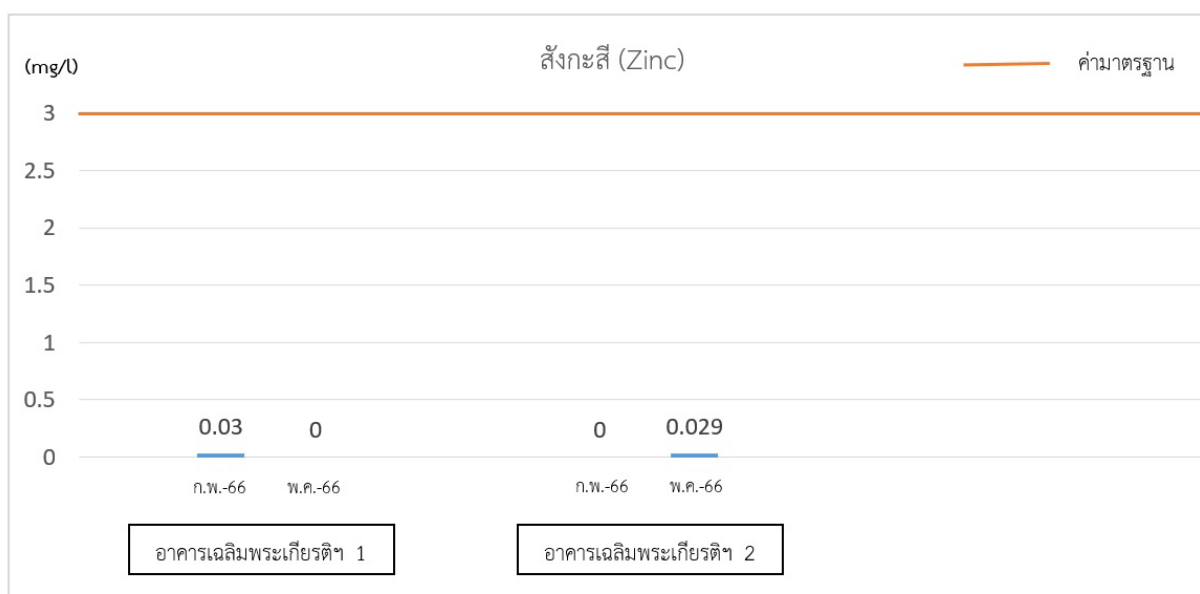 สังกะสี (Zinc)
(mg/l)
ค่ามาตรฐาน
3
2.5
2
1.5
1
0.5
0
0.03 0 0 0.029
ก.พ.-66 พ.ค.-66 ก.พ.-66 พ.ค.-66
อาคารเฉลิมพระเกียรติฯ 1 อาคารเฉลิมพระเกียรติฯ 2